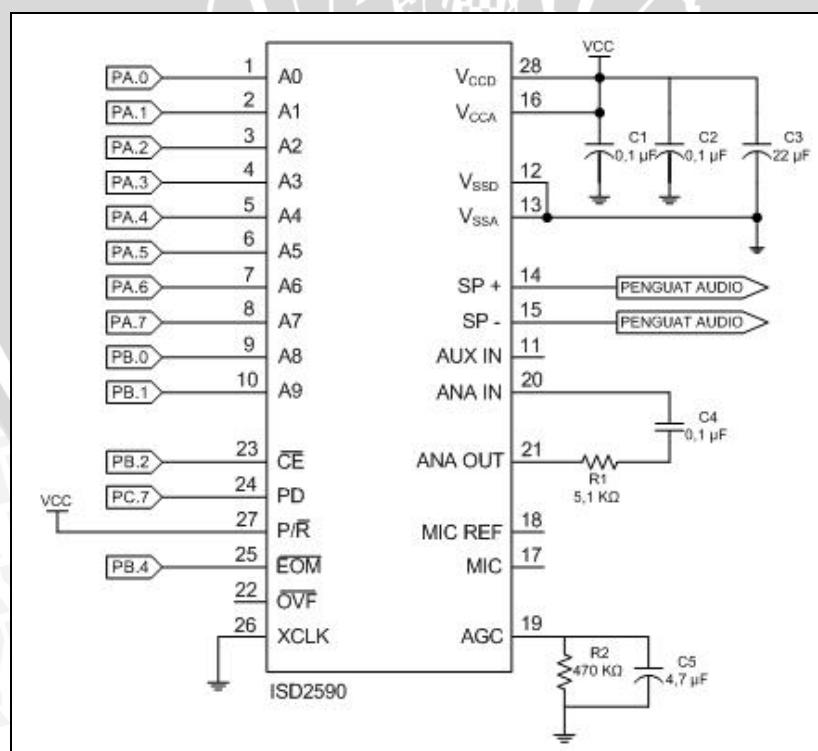 VCC
PA.0 1 A0 VCCD 28
PA.1 2 A1 VCCA 16
C1 0,1 µF
C2 0,1 µF
C3 22 µF
PA.2 3 A2
PA.3 4 A3 VSSD 12
PA.4 5 A4 VSSA 13
PA.5 6 A5
PA.6 7 A6 SP + 14 PENGUAT AUDIO
PA.7 8 A7 SP - 15 PENGUAT AUDIO
PB.0 9 A8 AUX IN 11
PB.1 10 A9 ANA IN 20
C4
0,1 µF
PB.2 23 C̅E̅ ANA OUT 21
R1
5,1 KΩ
PC.7 24 PD
VCC 27 P/R̅ MIC REF 18
PB.4 25 E̅O̅M̅ MIC 17
22 O̅V̅F̅
26 XCLK AGC 19
R2
470 KΩ
C5
4,7 µF
ISD2590